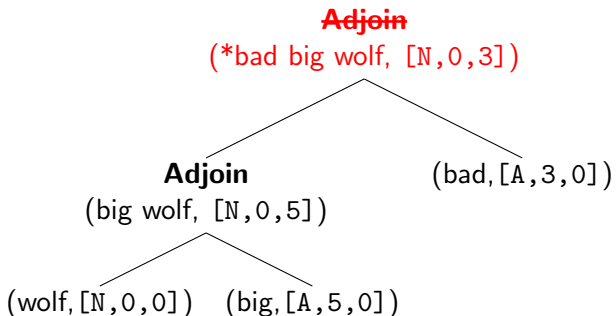 Adjoin
(*bad big wolf, [N,0,3])
Adjoin
(big wolf, [N,0,5])
(bad,[A,3,0])
(wolf,[N,0,0]) (big,[A,5,0])